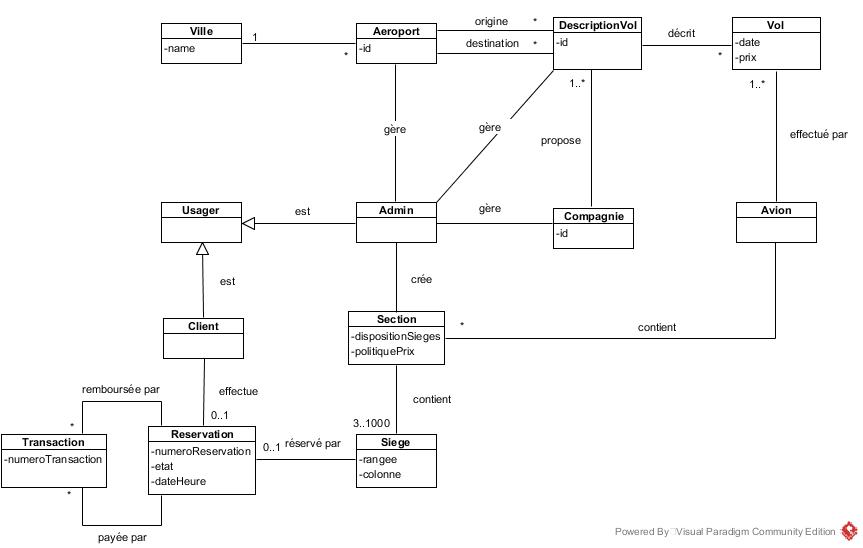 Ville
-name
1
*
Aeroport
-id
origine
*
destination
*
DescriptionVol
-id
décrit
*
Vol
-date
-prix
1..*
1..*
gère
gère
propose
effectué par
Usager
est
Admin
gère
Compagnie
-id
Avion
est
crée
Client
Section
-dispositionSieges
-politiquePrix
*
contient
remboursée par
effectue
contient
*
0..1
3..1000
Transaction
-numeroTransaction
*
Reservation
-numeroReservation
-etat
-dateHeure
0..1
réservé par
Siege
-rangee
-colonne
payée par
Powered By Visual Paradigm Community Edition